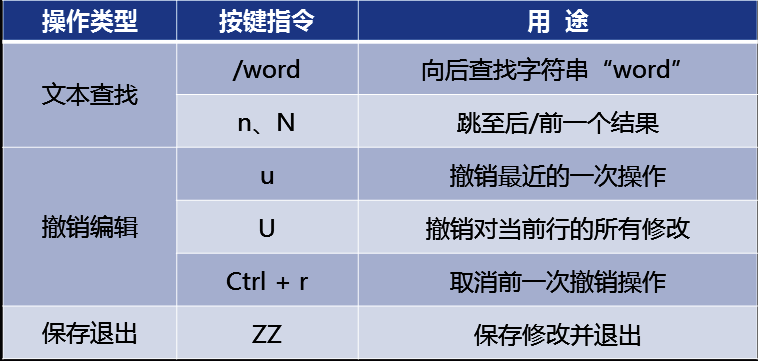 操作类型 按键指令 用 途
文本查找 /word 向后查找字符串“word”
n、N 跳至后/前一个结果
撤销编辑 u 撤销最近的一次操作
U 撤销对当前行的所有修改
Ctrl + r 取消前一次撤销操作
保存退出 ZZ 保存修改并退出